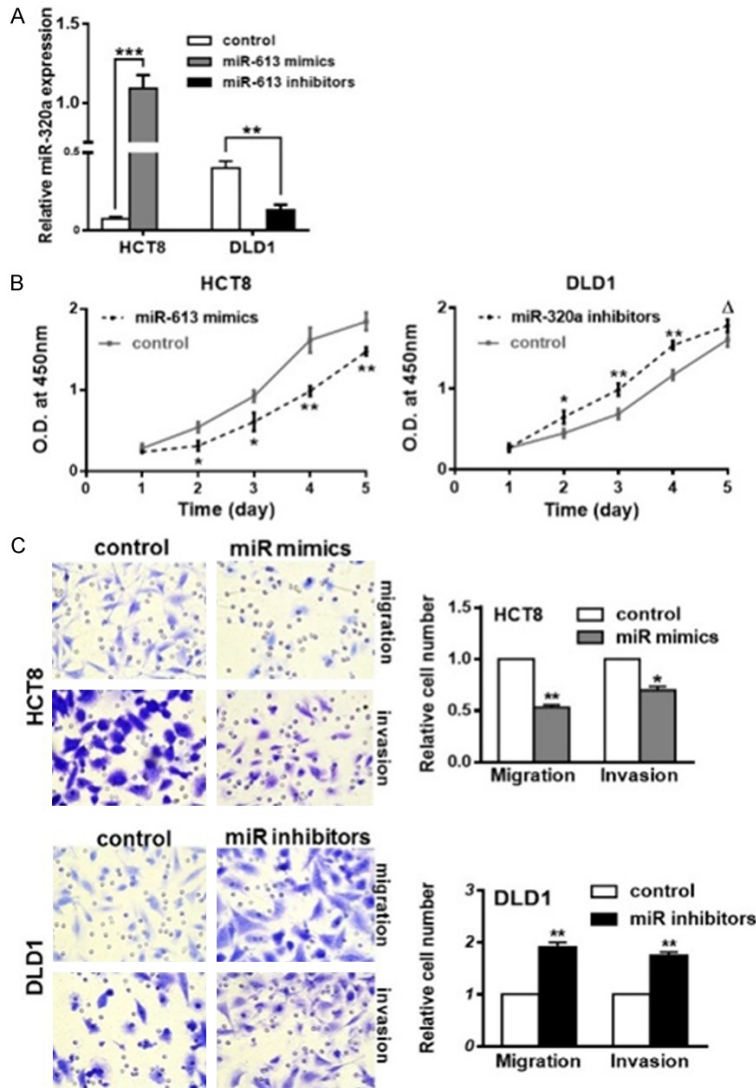 A
Relative miR-320a expression
1.5
1.0
0.5
0
***
**
control
miR-613 mimics
miR-613 inhibitors
HCT8
DLD1
B
HCT8
O.D. at 450nm
2
1
0
miR-613 mimics
control
*
*
**
**
0 1 2 3 4 5
Time (day)
DLD1
O.D. at 450nm
2
1
0
miR-320a inhibitors
control
*
**
**
Δ
0 1 2 3 4 5
Time (day)
C
control
miR mimics
HCT8
migration
invasion
Relative cell number
1.5
1.0
0.5
0.0
HCT8
control
miR mimics
**
*
Migration Invasion
control
miR inhibitors
DLD1
migration
invasion
Relative cell number
3
2
1
0
DLD1
control
miR inhibitors
**
**
Migration Invasion